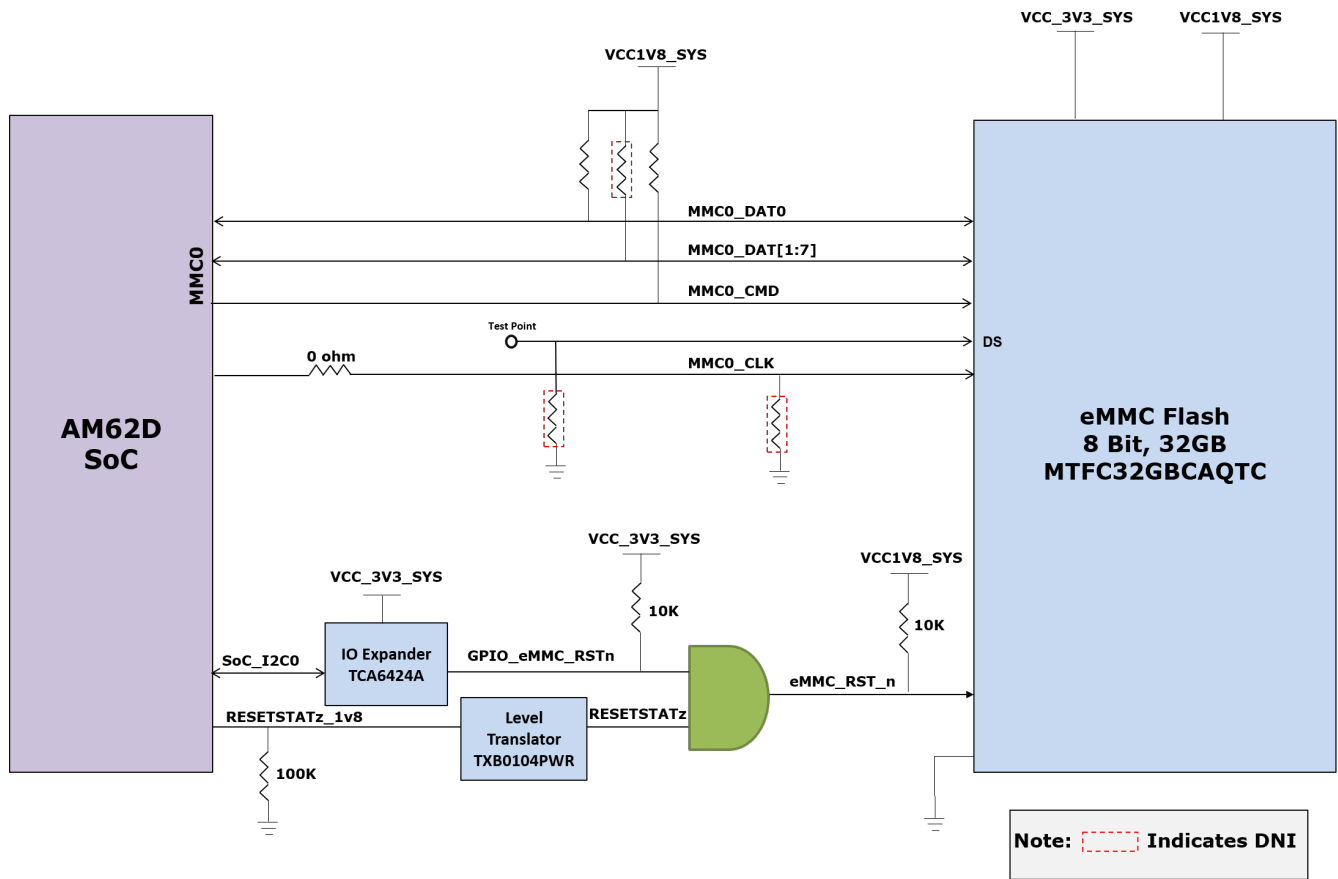 VCC_3V3_SYS
VCC1V8_SYS
VCC1V8_SYS
MMC0_DAT0
MMC0_DAT[1:7]
MMC0
MMC0_CMD
Test Point
DS
0 ohm
MMC0_CLK
AM62D
SoC
eMMC Flash
8 Bit, 32GB
MTFC32GBCAQTC
VCC_3V3_SYS
VCC1V8_SYS
VCC_3V3_SYS
10K
10K
SoC_I2C0
IO Expander
TCA6424A
GPIO_eMMC_RSTn
eMMC_RST_n
RESETSTATz_1v8
Level
Translator
TXB0104PWR
RESETSTATz
100K
Note: Indicates DNI